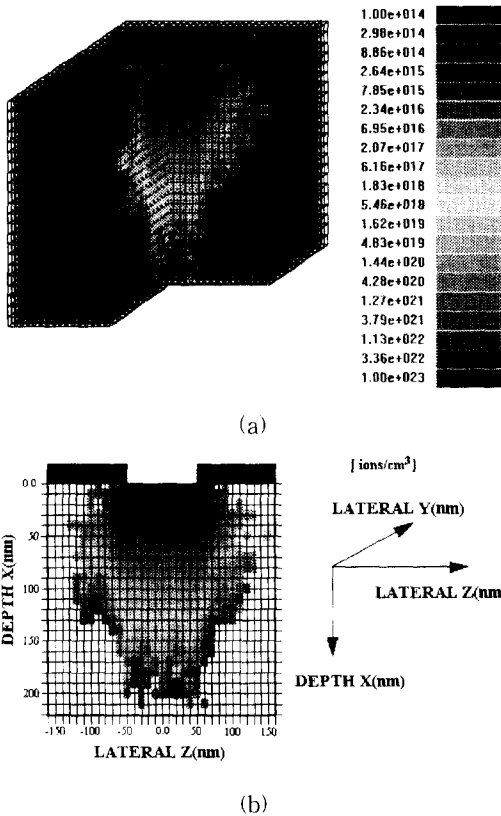 1.00e+014
2.98e+014
8.86e+014
2.64e+015
7.85e+015
2.34e+016
6.95e+016
2.07e+017
6.16e+017
1.83e+018
5.46e+018
1.62e+019
4.83e+019
1.44e+020
4.28e+020
1.27e+021
3.79e+021
1.13e+022
3.36e+022
1.00e+023
(a)
[ ions/cm³]
0.0
50
100
150
200
DEPTH X(nm)
-150 -100 -50 0.0 50 100 150
LATERAL Z(nm)
LATERAL Y(nm)
LATERAL Z(nm
DEPTH X(nm)
(b)